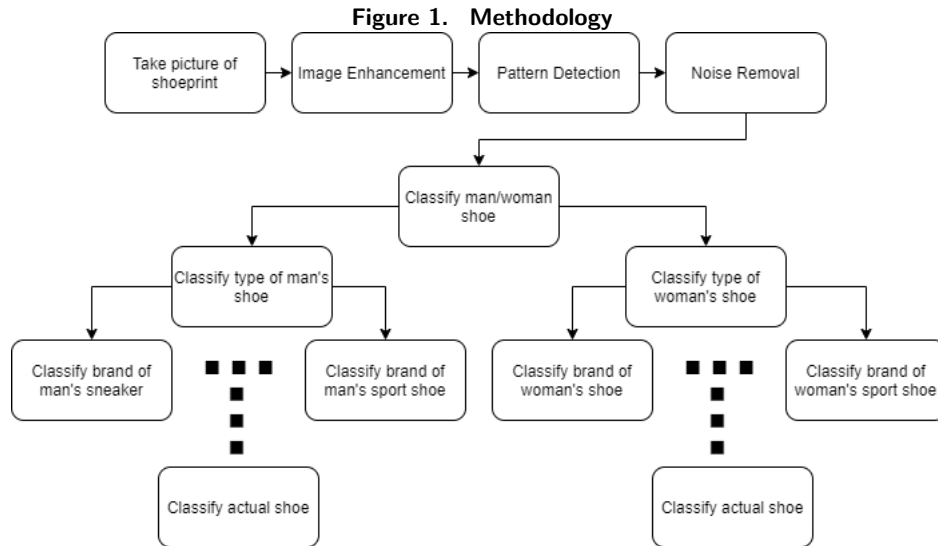 Figure 1. Methodology
Take picture of
shoeprint
Image Enhancement
Pattern Detection
Noise Removal
Classify man/woman
shoe
Classify type of man's
shoe
Classify type of
woman's shoe
Classify brand of
man's sneaker
Classify brand of
man's sport shoe
Classify brand of
woman's shoe
Classify brand of
woman's sport shoe
Classify actual shoe
Classify actual shoe